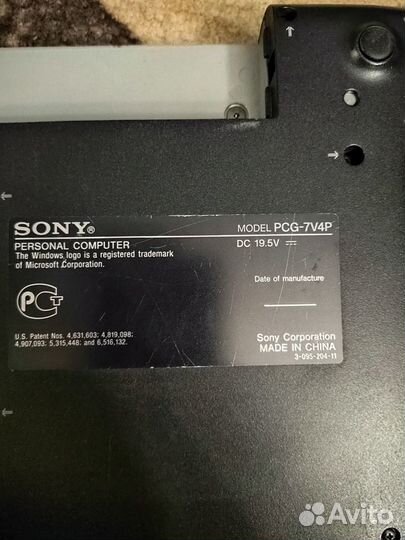 SONY®
MODEL PCG-7V4P
PERSONAL COMPUTER
DC 19.5V
The Windows logo is a registered trademark
of Microsoft Corporation.
Date of manufacture
PCT
U.S. Patent Nos. 4,631,603; 4,819,098;
4,907,093; 5,315,448; and 6,516,132.
Sony Corporation
MADE IN CHINA
3-095-204-11
Avito